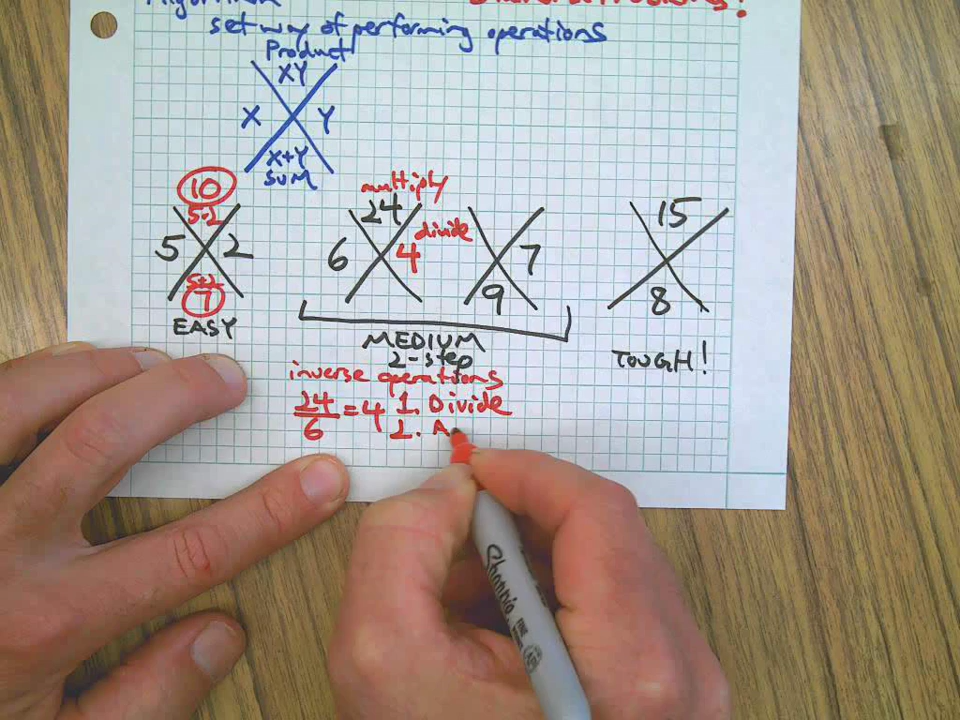 set way of performing operations
Product
XY
X Y
X+Y
SUM
10
5·2
5 2
5+2
7
EASY
multiply
24
divide
6 4
7
9
MEDIUM
2-step
15
8
TOUGH!
inverse operations
24/6 = 4 1. Divide
2. A
Sharpie
FINE